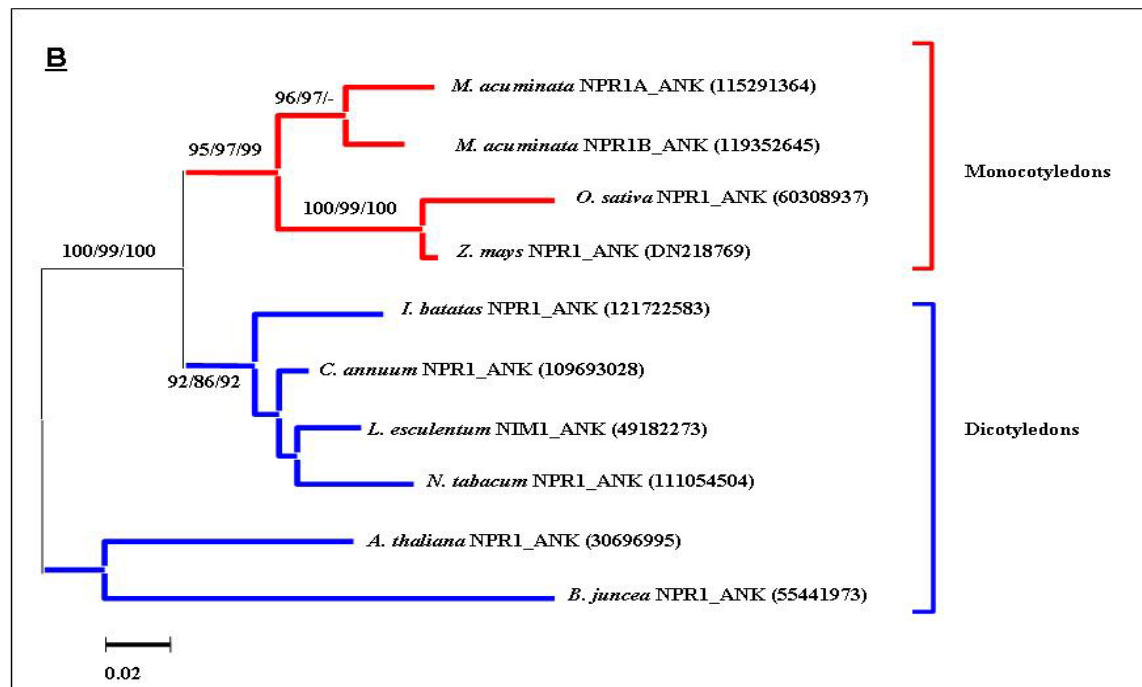 B
96/97/-
M. acuminata NPR1A_ANK (115291364)
95/97/99
M. acuminata NPR1B_ANK (119352645)
Monocotyledons
100/99/100
O. sativa NPR1_ANK (60308937)
100/99/100
Z. mays NPR1_ANK (DN218769)
I. batatas NPR1_ANK (121722583)
92/86/92
C. annuum NPR1_ANK (109693028)
L. esculentum NIM1_ANK (49182273)
Dicotyledons
N. tabacum NPR1_ANK (111054504)
A. thaliana NPR1_ANK (30696995)
B. juncea NPR1_ANK (55441973)
0.02